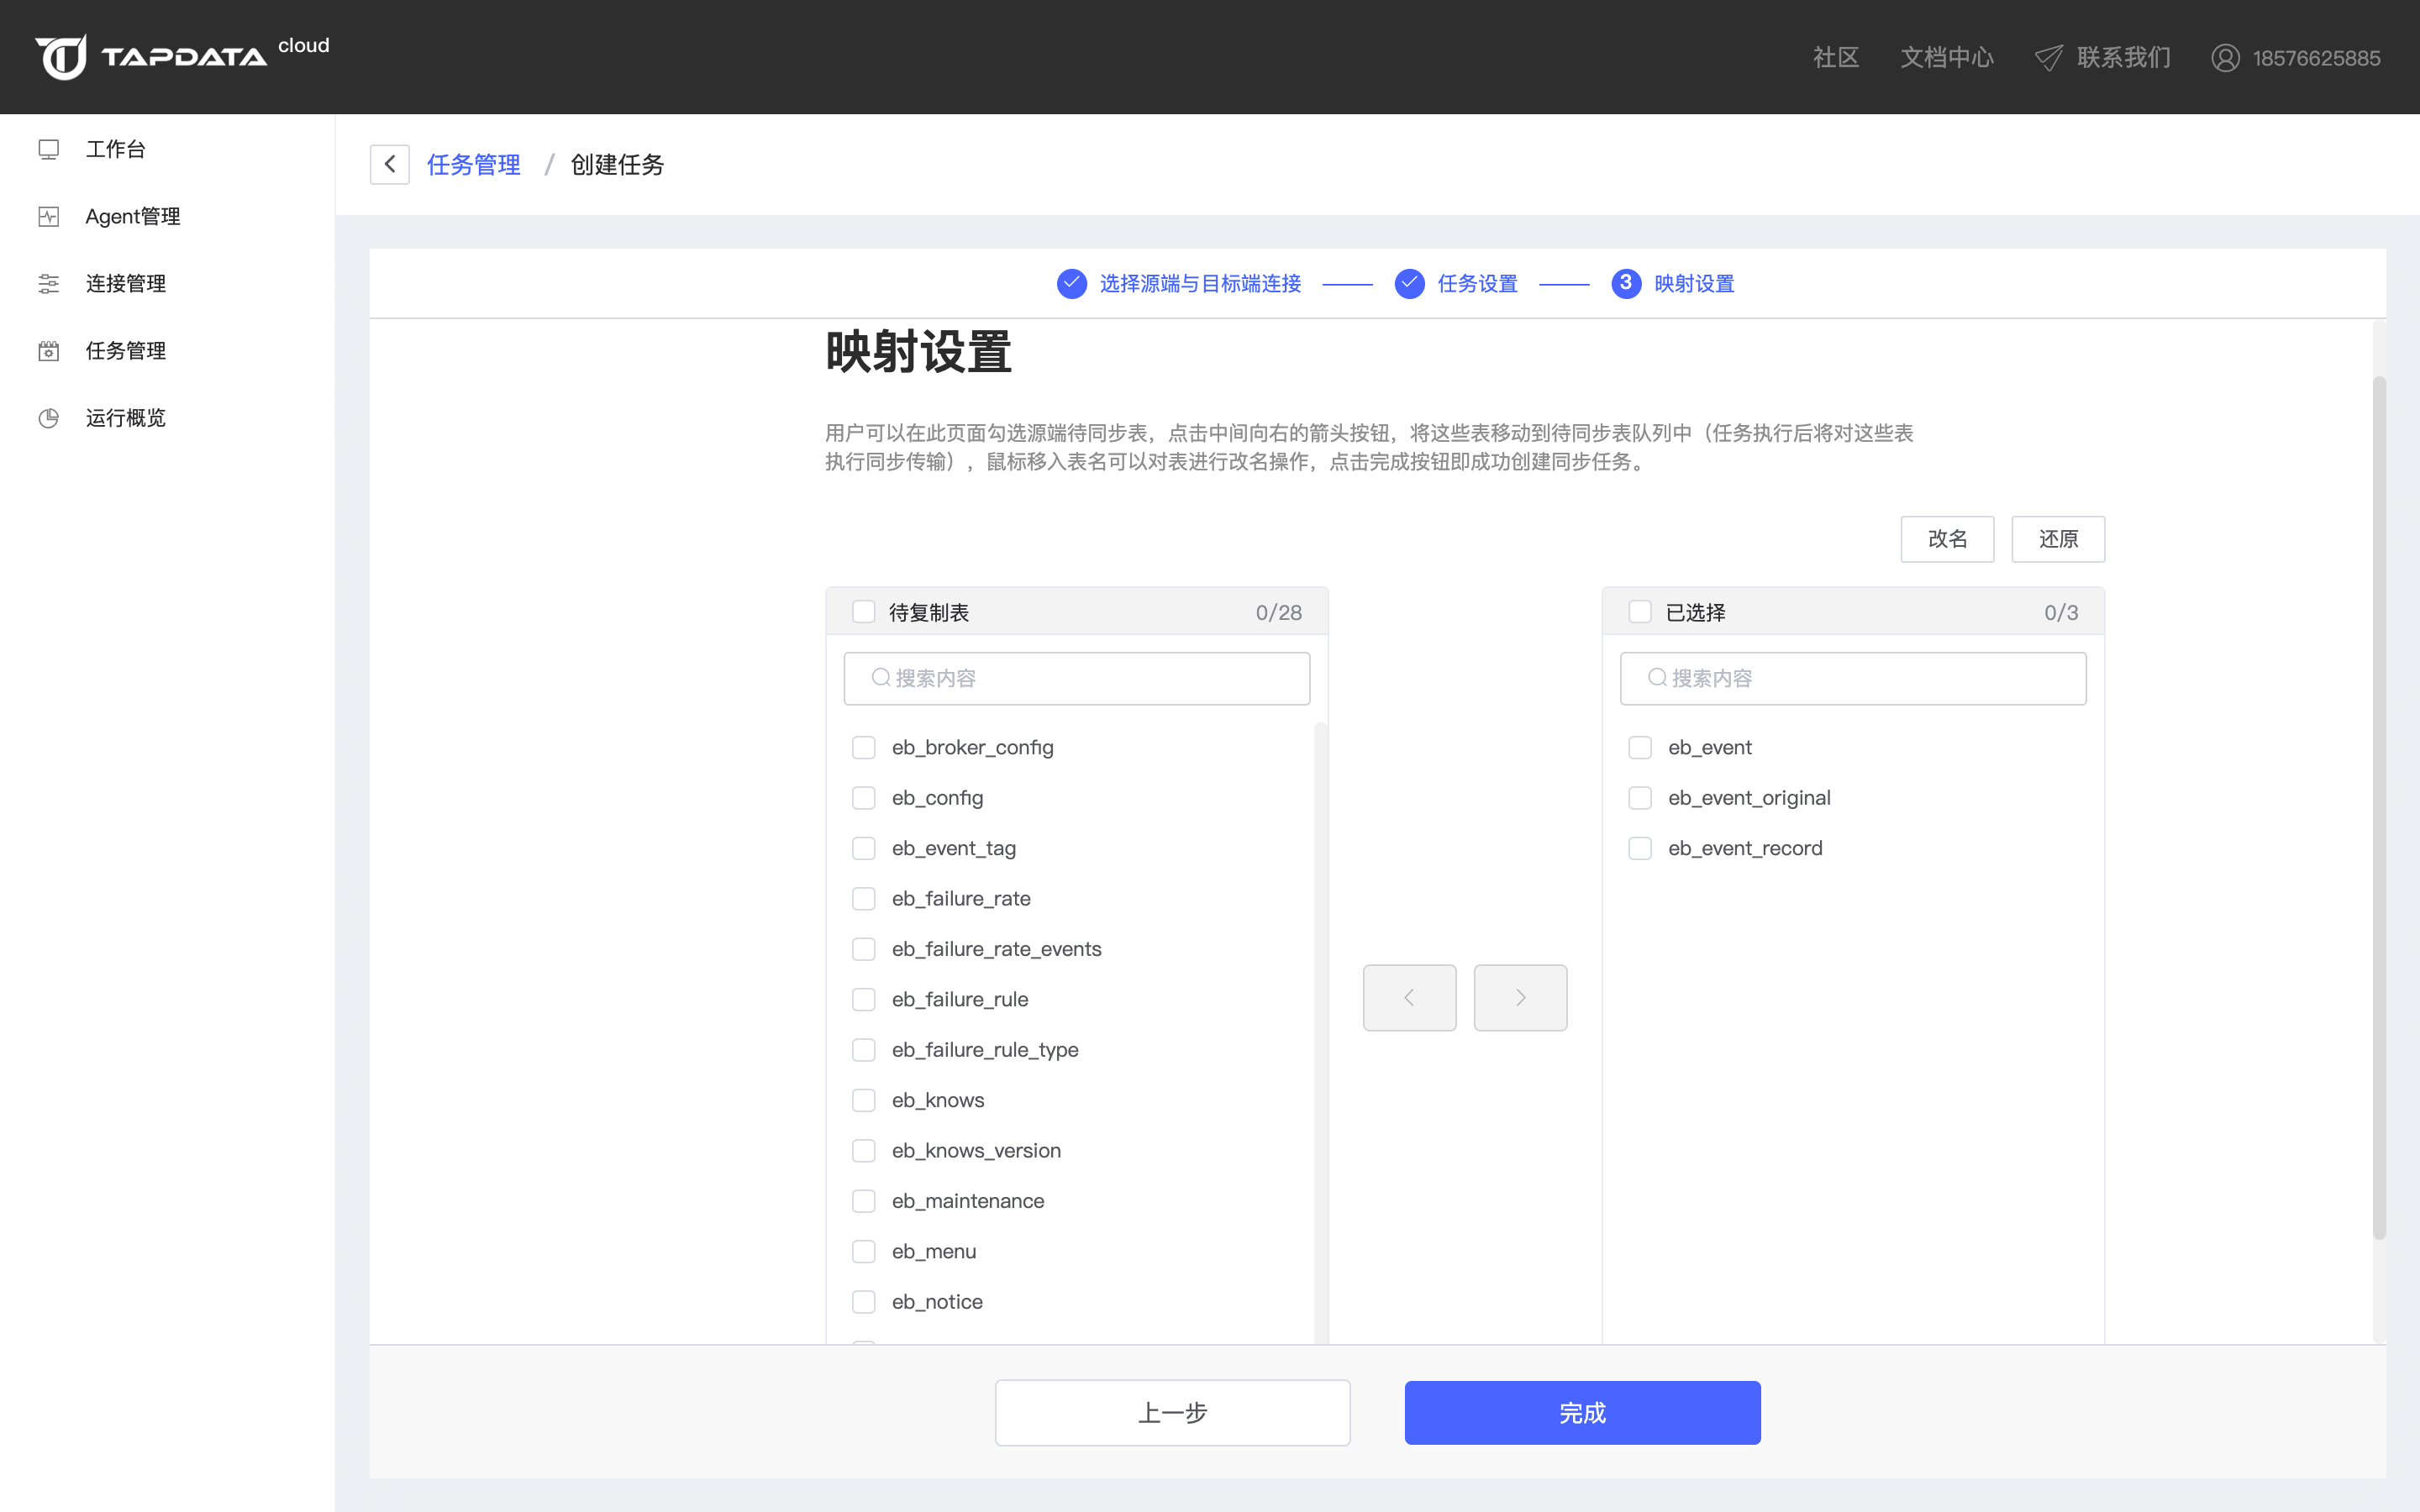 TAPDATA cloud
社区
文档中心
联系我们
18576625885
工作台
Agent管理
连接管理
任务管理
运行概览
任务管理 / 创建任务
选择源端与目标端连接
任务设置
3 映射设置
映射设置
用户可以在此页面勾选源端待同步表，点击中间向右的箭头按钮，将这些表移动到待同步表队列中（任务执行后将对这些表
执行同步传输），鼠标移入表名可以对表进行改名操作，点击完成按钮即成功创建同步任务。
改名
还原
待复制表 0/28
搜索内容
eb_broker_config
eb_config
eb_event_tag
eb_failure_rate
eb_failure_rate_events
eb_failure_rule
eb_failure_rule_type
eb_knows
eb_knows_version
eb_maintenance
eb_menu
eb_notice
已选择 0/3
搜索内容
eb_event
eb_event_original
eb_event_record
上一步
完成